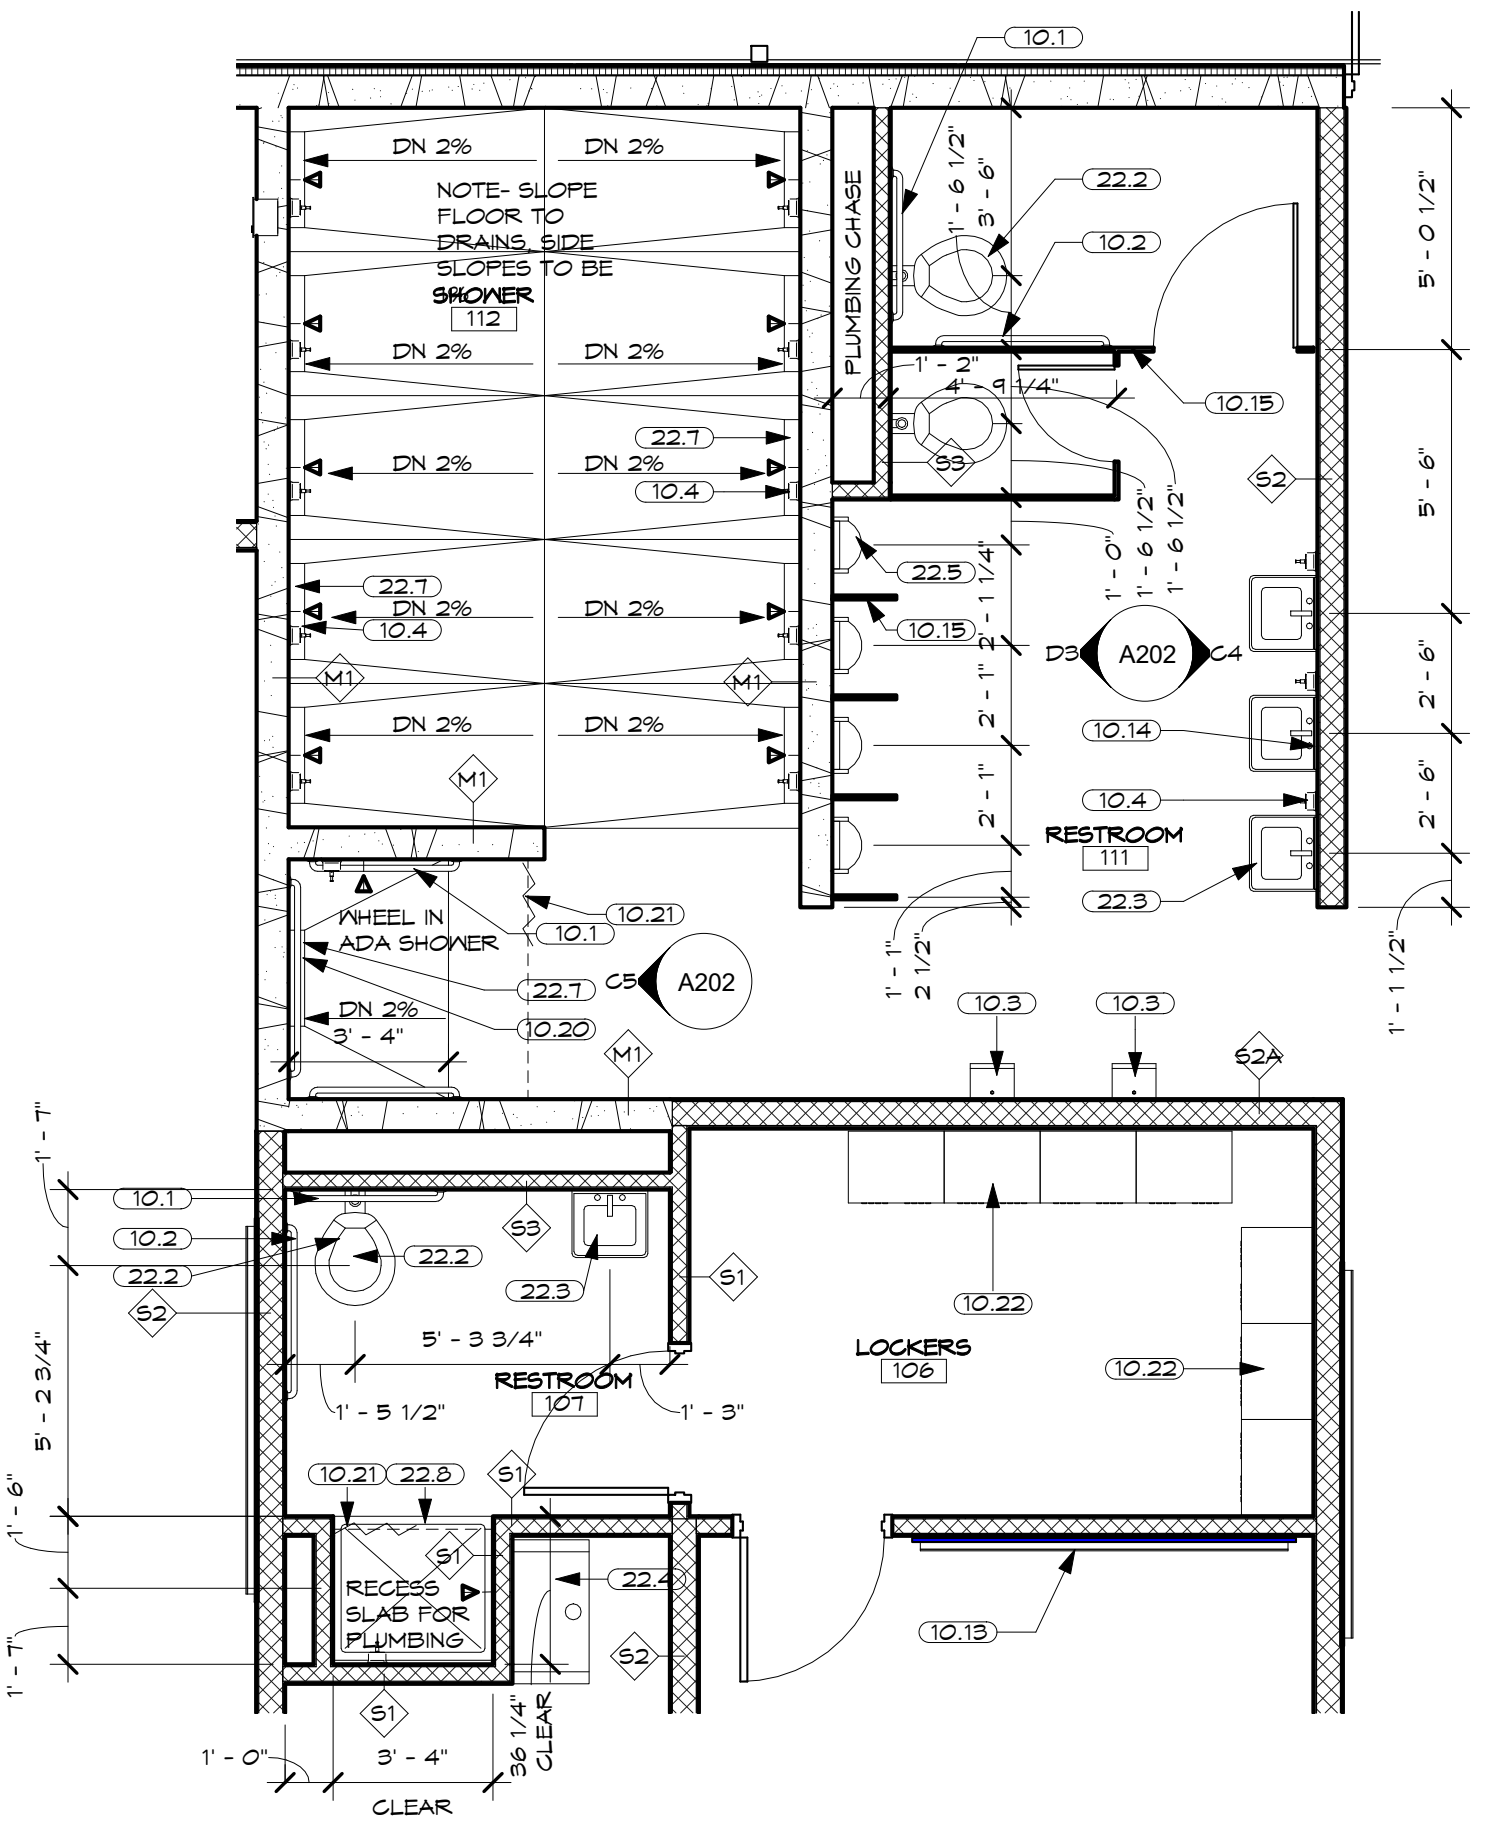 10.1
DN 2%
DN 2%
NOTE- SLOPE
FLOOR TO
DRAINS, SIDE
SLOPES TO BE
SHOWER
112
PLUMBING CHASE
1' - 6 1/2"
3' - 6"
22.2
10.2
5' - 0 1/2"
DN 2%
DN 2%
1' - 2"
4' - 9 1/4"
10.15
22.7
DN 2%
DN 2%
10.4
S3
S2
5' - 6"
1' - 0"
1' - 6 1/2"
1' - 6 1/2"
22.7
DN 2%
DN 2%
10.4
22.5
10.15
2' - 1 1/4"
D3
A202
C4
M1
M1
2' - 1"
2' - 6"
DN 2%
DN 2%
10.14
M1
2' - 1"
10.4
2' - 6"
RESTROOM
111
22.3
WHEEL IN
ADA SHOWER
10.21
10.1
22.7
10.20
DN 2%
3' - 4"
C5
A202
1' - 1"
2 1/2"
1' - 1 1/2"
10.3
10.3
M1
S2A
1' - 7"
10.1
10.2
22.2
22.2
S3
22.3
S1
S2
10.22
5' - 2 3/4"
5' - 3 3/4"
LOCKERS
106
10.22
RESTROOM
107
1' - 5 1/2"
1' - 3"
10.21
22.8
S1
1' - 6"
S1
RECESS
SLAB FOR
PLUMBING
22.4
10.13
1' - 7"
S2
S1
36 1/4"
CLEAR
1' - 0"
3' - 4"
CLEAR